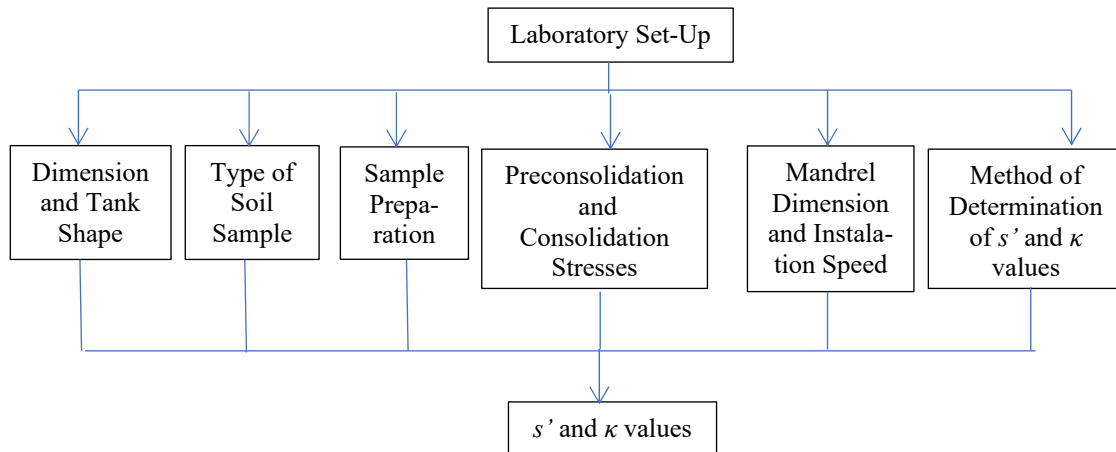 Laboratory Set-Up
Dimension
and Tank
Shape
Type of
Soil
Sample
Sample
Prepa-
ration
Preconsolidation
and
Consolidation
Stresses
Mandrel
Dimension
and Instala-
tion Speed
Method of
Determination
of s’ and κ
values
s’ and κ values